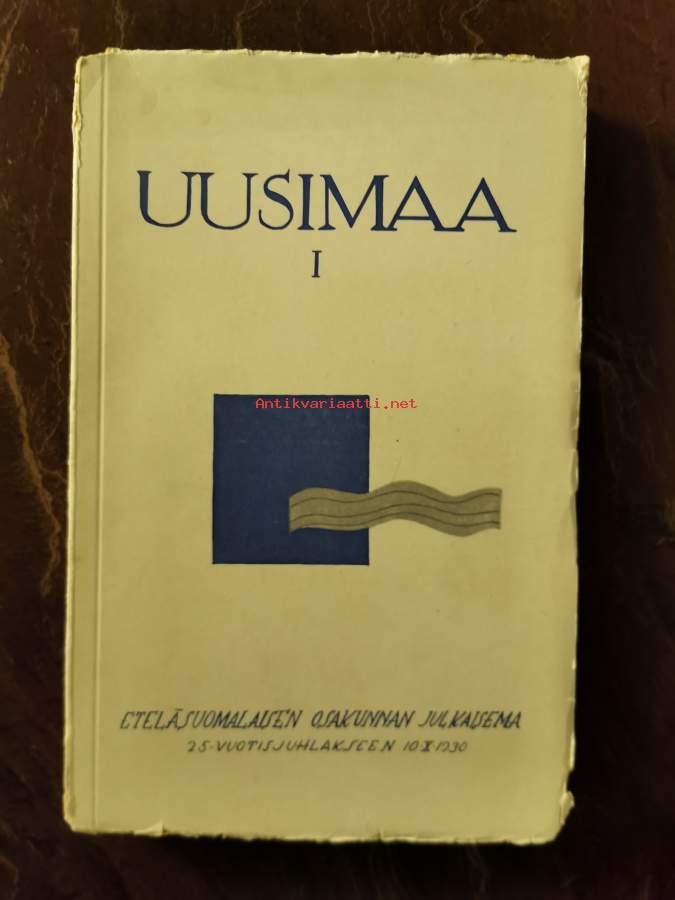 UUSIMAA
I
Antikvariaatti.net
ETELÄSUOMALAISEN OSAKUNNAN JULKAISEMA
25-VUOTISJUHLAKSEEN 10·X·1930